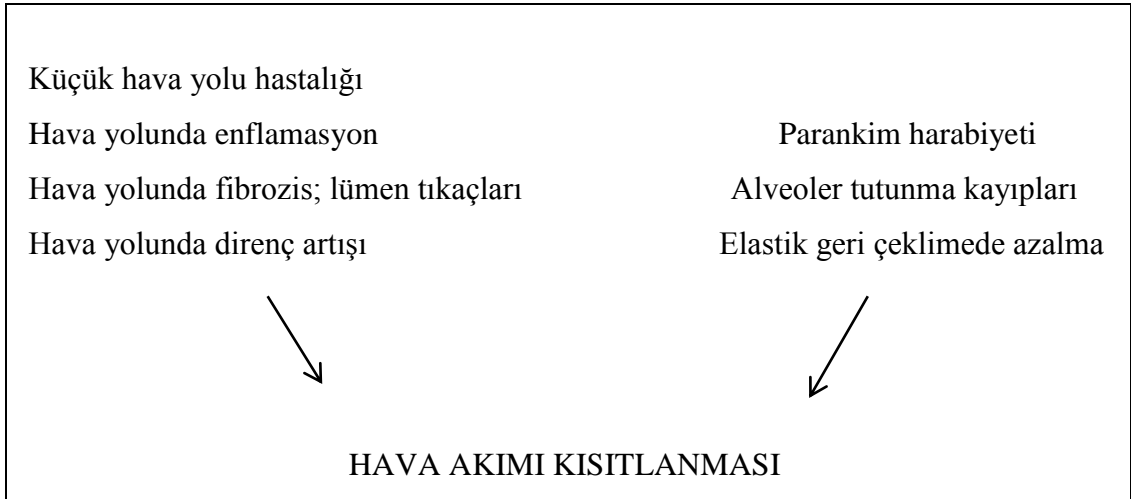 Küçük hava yolu hastalığı
Hava yolunda enflamasyon
Parankim harabiyeti
Hava yolunda fibrozis; lümen tıkaçları
Alveoler tutunma kayıpları
Hava yolunda direnç artışı
Elastik geri çeklimede azalma
HAVA AKIMI KISITLANMASI